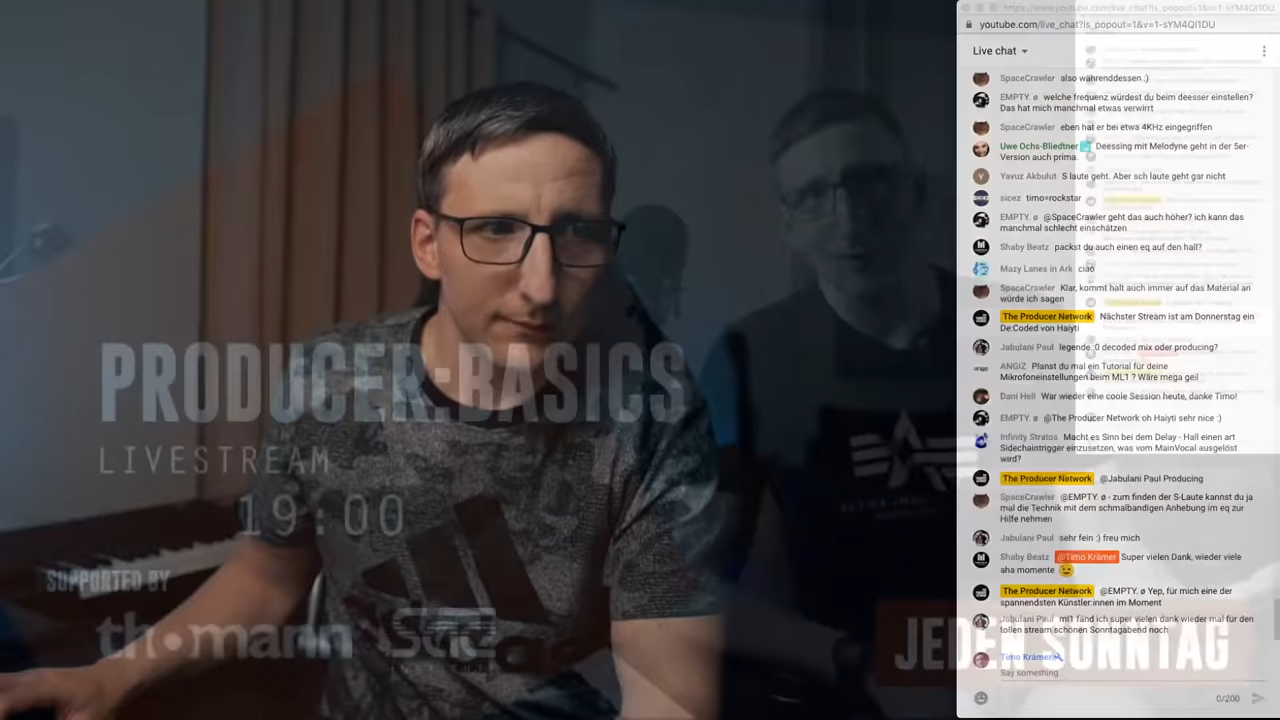 https://www.youtube.com/live_chat?is_popout=1&v=1-sYM4QI1DU
youtube.com/live_chat?is_popout=1&v=1-sYM4QI1DU
Live chat
SpaceCrawler also währenddessen ;)
EMPTY. ø welche frequenz würdest du beim deesser einstellen?
Das hat mich manchmal etwas verwirrt
SpaceCrawler eben hat er bei etwa 4KHz eingegriffen
Uwe Ochs-Bliedtner Deessing mit Melodyne geht in der 5er-
Version auch prima.
Yavuz Akbulut S laute geht. Aber sch laute geht gar nicht
sicez timo=rockstar
EMPTY. ø @SpaceCrawler geht das auch höher? ich kann das
manchmal schlecht einschätzen
Shaby Beatz packst du auch einen eq auf den hall?
Mazy Lanes in Ark ciao
SpaceCrawler Klar, kommt halt auch immer auf das Material an
würde ich sagen
The Producer Network Nächster Stream ist am Donnerstag ein
De:Coded von Haiyti
Jabulani Paul legende :0 decoded mix oder producing?
ANGIZ Planst du mal ein Tutorial für deine
Mikrofoneinstellungen beim ML1 ? Wäre mega geil
Dani Heli War wieder eine coole Session heute, danke Timo!
EMPTY. ø @The Producer Network oh Haiyti sehr nice :)
Infinity Stratos Macht es Sinn bei dem Delay - Hall einen art
Sidechaintrigger einzusetzen, was vom MainVocal ausgelöst
wird?
The Producer Network @Jabulani Paul Producing
SpaceCrawler @EMPTY. ø - zum finden der S-Laute kannst du ja
mal die Technik mit dem schmalbandigen Anhebung im eq zur
Hilfe nehmen
Jabulani Paul sehr fein :) freu mich
Shaby Beatz @Timo Krämer Super vielen Dank, wieder viele
aha momente
The Producer Network @EMPTY. ø Yep, für mich eine der
spannendsten Künstler:innen im Moment
Jabulani Paul ml1 fänd ich super vielen dank wieder mal für den
tollen stream schönen Sonntagabend noch
Timo Krämer
Say something
0/200
PRODUCER:BASICS
LIVESTREAM
19:00
SUPPORTED BY
th•mann
sae
INSTITUTE
JEDEN SONNTAG